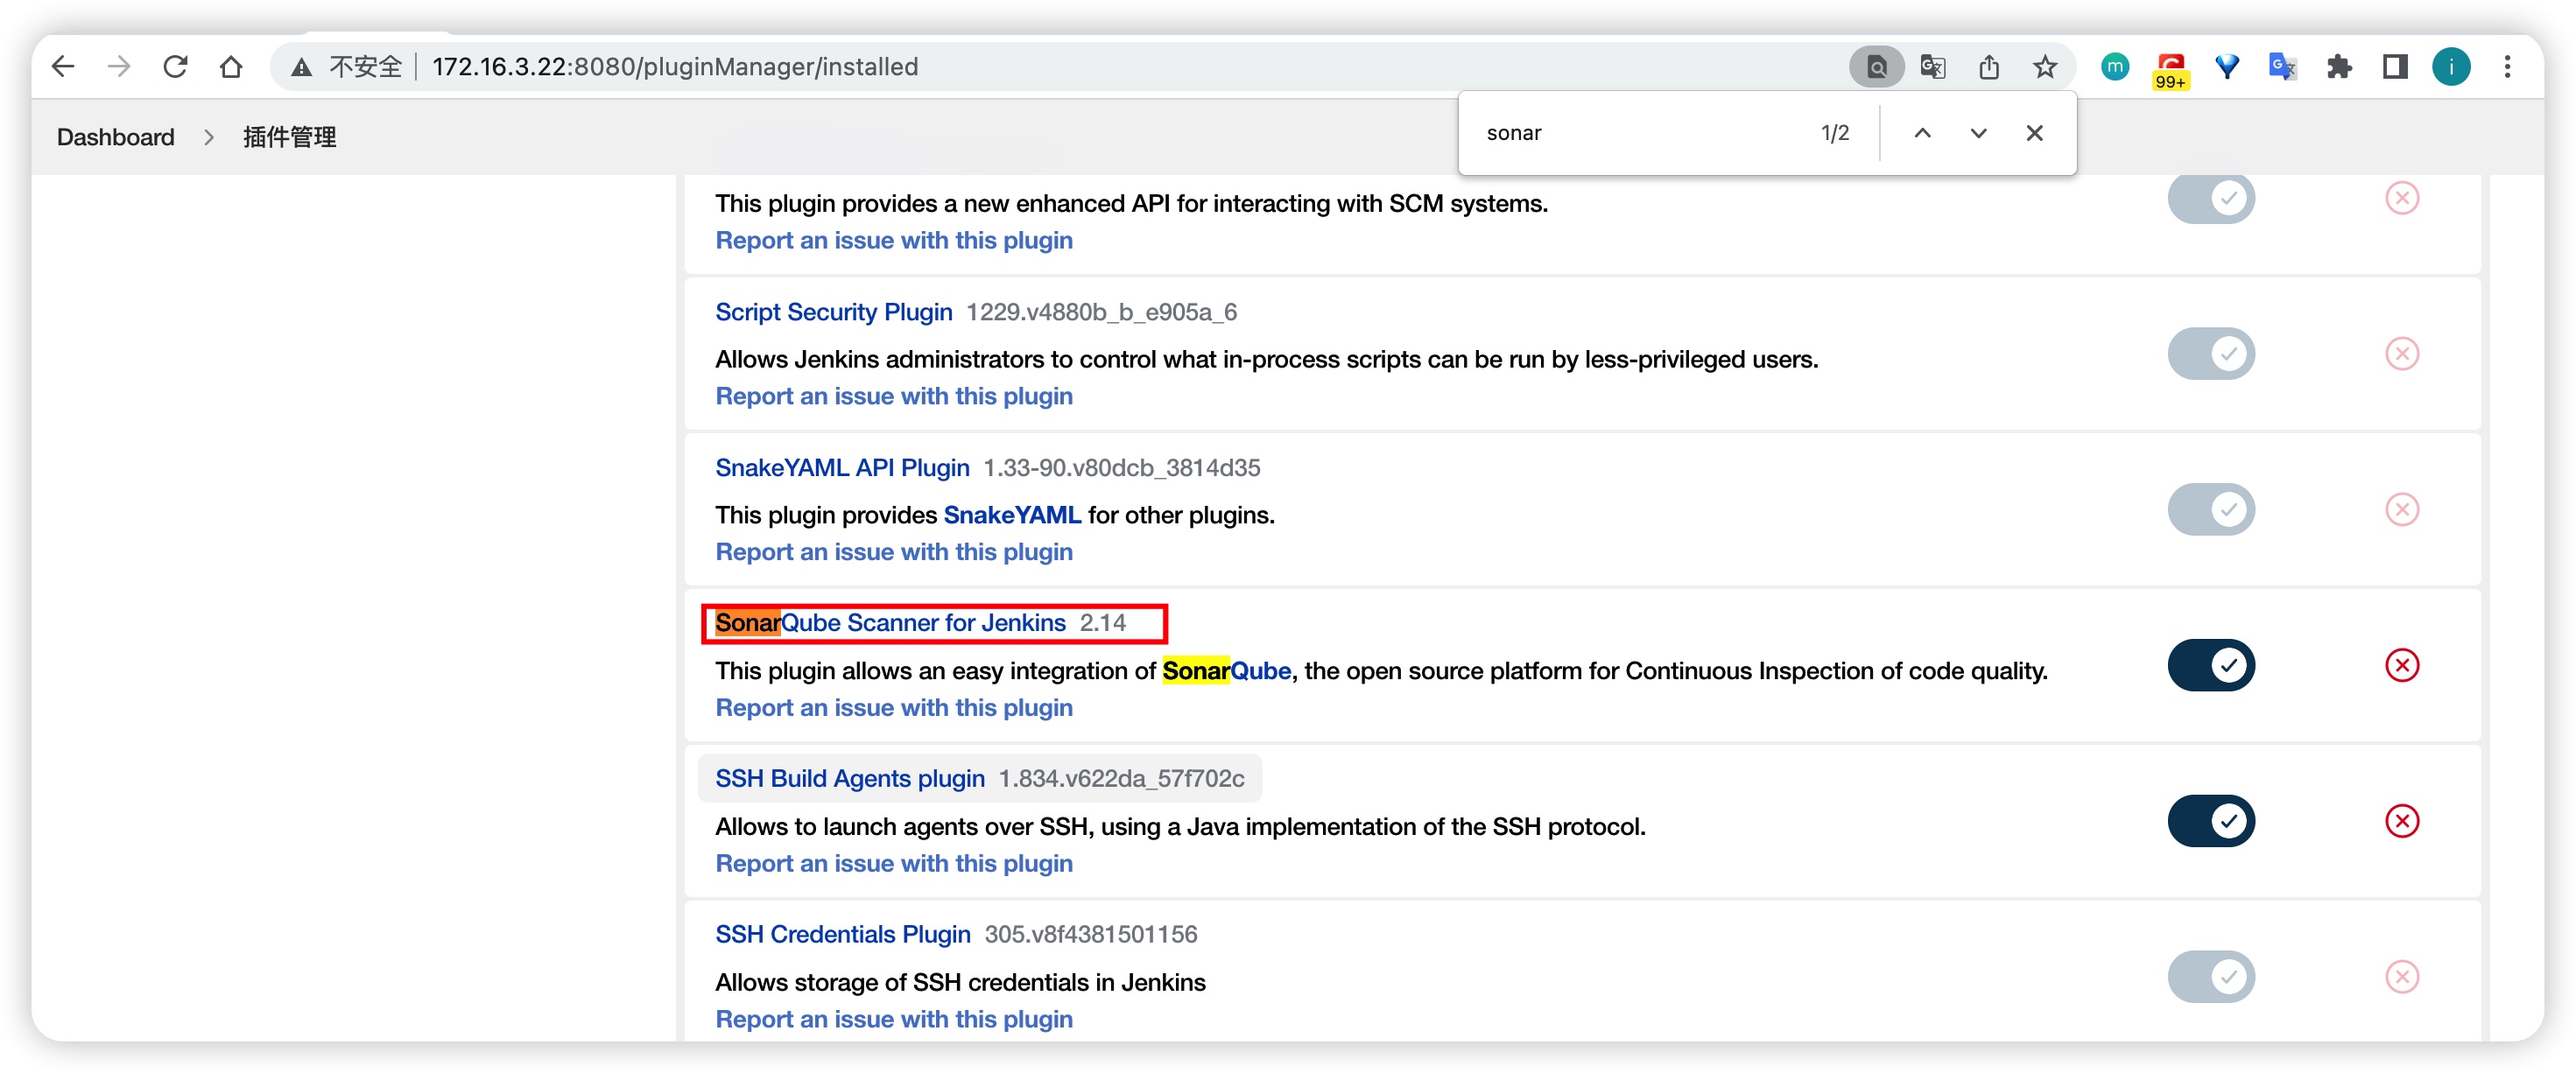 不安全 172.16.3.22:8080/pluginManager/installed
m
99+
i
Dashboard > 插件管理
sonar 1/2
This plugin provides a new enhanced API for interacting with SCM systems.
Report an issue with this plugin
Script Security Plugin 1229.v4880b_b_e905a_6
Allows Jenkins administrators to control what in-process scripts can be run by less-privileged users.
Report an issue with this plugin
SnakeYAML API Plugin 1.33-90.v80dcb_3814d35
This plugin provides SnakeYAML for other plugins.
Report an issue with this plugin
SonarQube Scanner for Jenkins 2.14
This plugin allows an easy integration of SonarQube, the open source platform for Continuous Inspection of code quality.
Report an issue with this plugin
SSH Build Agents plugin 1.834.v622da_57f702c
Allows to launch agents over SSH, using a Java implementation of the SSH protocol.
Report an issue with this plugin
SSH Credentials Plugin 305.v8f4381501156
Allows storage of SSH credentials in Jenkins
Report an issue with this plugin